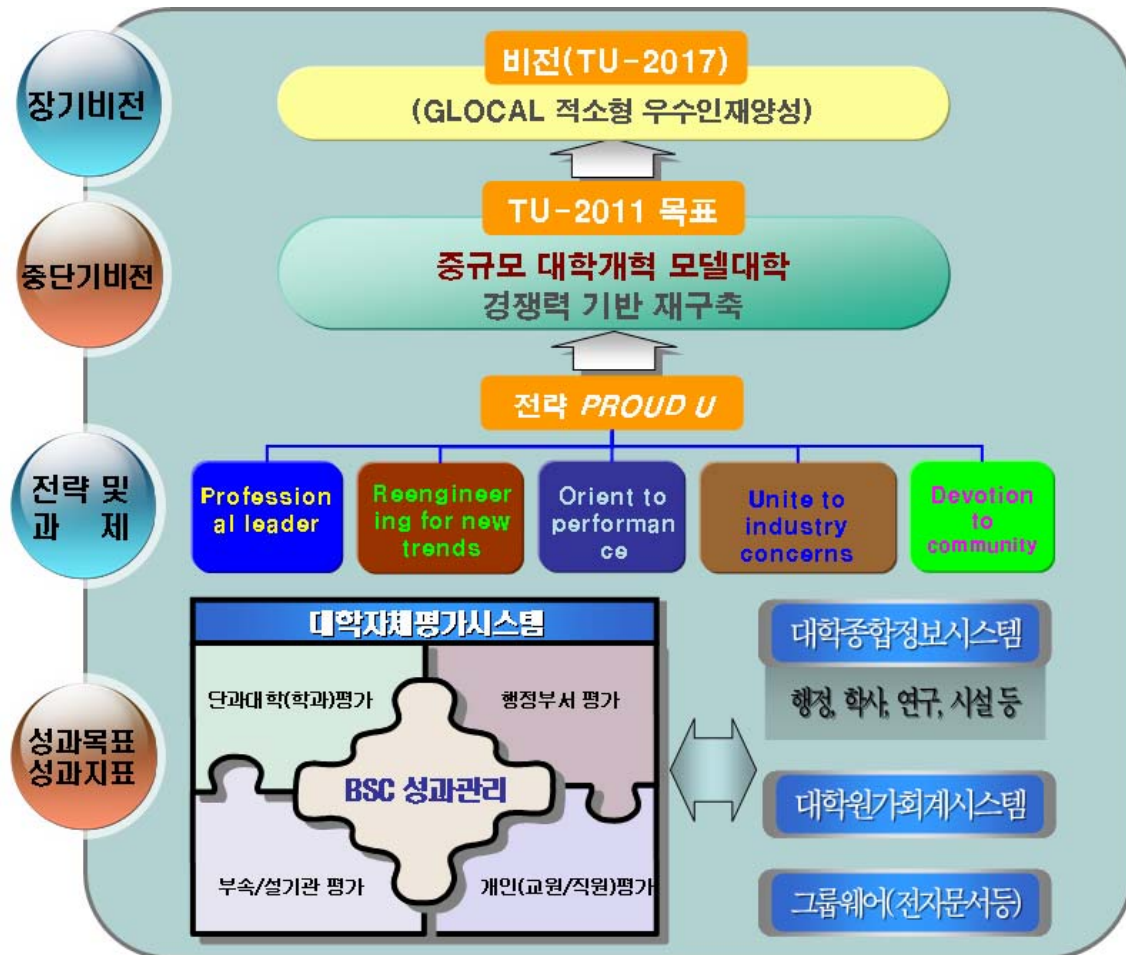 장기비전
비전(TU-2017)
(GLOCAL 적소형 우수인재양성)
중단기비전
TU-2011 목표
중규모 대학개혁 모델대학
경쟁력 기반 재구축
전략 및
과 제
전략 PROUD U
Profession
al leader
Reengineer
ing for new
trends
Orient to
performan
ce
Unite to
industry
concerns
Devotion
to
community
성과목표
성과지표
대학자체평가시스템
단과대학(학과)평가
행정부서 평가
BSC 성과관리
부속/설기관 평가
개인(교원/직원)평가
대학종합정보시스템
행정, 학사, 연구, 시설 등
대학원가회계시스템
그룹웨어(전자문서등)